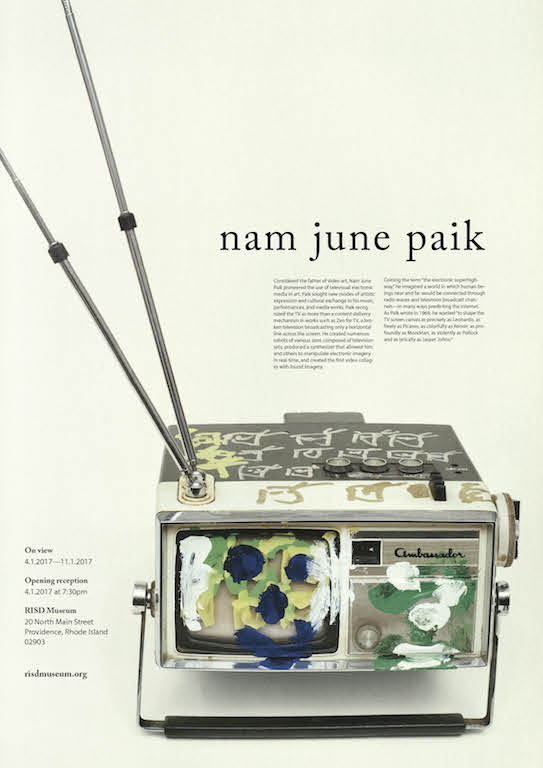 nam june paik
Considered the father of video art, Nam June
Paik pioneered the use of televisual electronic
media in art. Paik sought new modes of artistic
expression and cultural exchange in his music,
performances, and media works. Paik recog-
nized the TV as more than a content delivery
mechanism in works such as Zen for TV, a bro-
ken television broadcasting only a horizontal
line across the screen. He created numerous
robots of various sizes composed of television
sets, produced a synthesizer that allowed him
and others to manipulate electronic imagery
in real-time, and created the first video collag-
es with found imagery.
Coining the term "the electronic superhigh-
way," he imagined a world in which human be-
ings near and far would be connected through
radio waves and television broadcast chan-
nels—in many ways predicting the internet.
As Paik wrote in 1969, he wanted "to shape the
TV screen canvas as precisely as Leonardo, as
freely as Picasso, as colorfully as Renoir, as pro-
foundly as Mondrian, as violently as Pollock
and as lyrically as Jasper Johns."
Ambassador
On view
4.1.2017—11.1.2017
Opening reception
4.1.2017 at 7:30pm
RISD Museum
20 North Main Street
Providence, Rhode Island
02903
risdmuseum.org